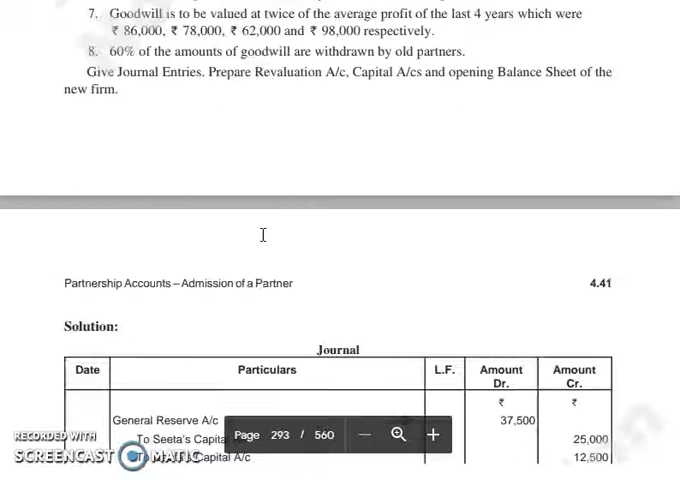 7. Goodwill is to be valued at twice of the average profit of the last 4 years which were
₹ 86,000, ₹ 78,000, ₹ 62,000 and ₹ 98,000 respectively.
8. 60% of the amounts of goodwill are withdrawn by old partners.
Give Journal Entries. Prepare Revaluation A/c, Capital A/cs and opening Balance Sheet of the
new firm.
Partnership Accounts – Admission of a Partner 4.41
Solution:
Journal
Date Particulars L.F. Amount Dr. Amount Cr.
₹ ₹
General Reserve A/c 37,500
To Seeta's Capita 25,000
Capital A/c 12,500
Page 293 / 560
RECORDED WITH
SCREENCAST MATIC